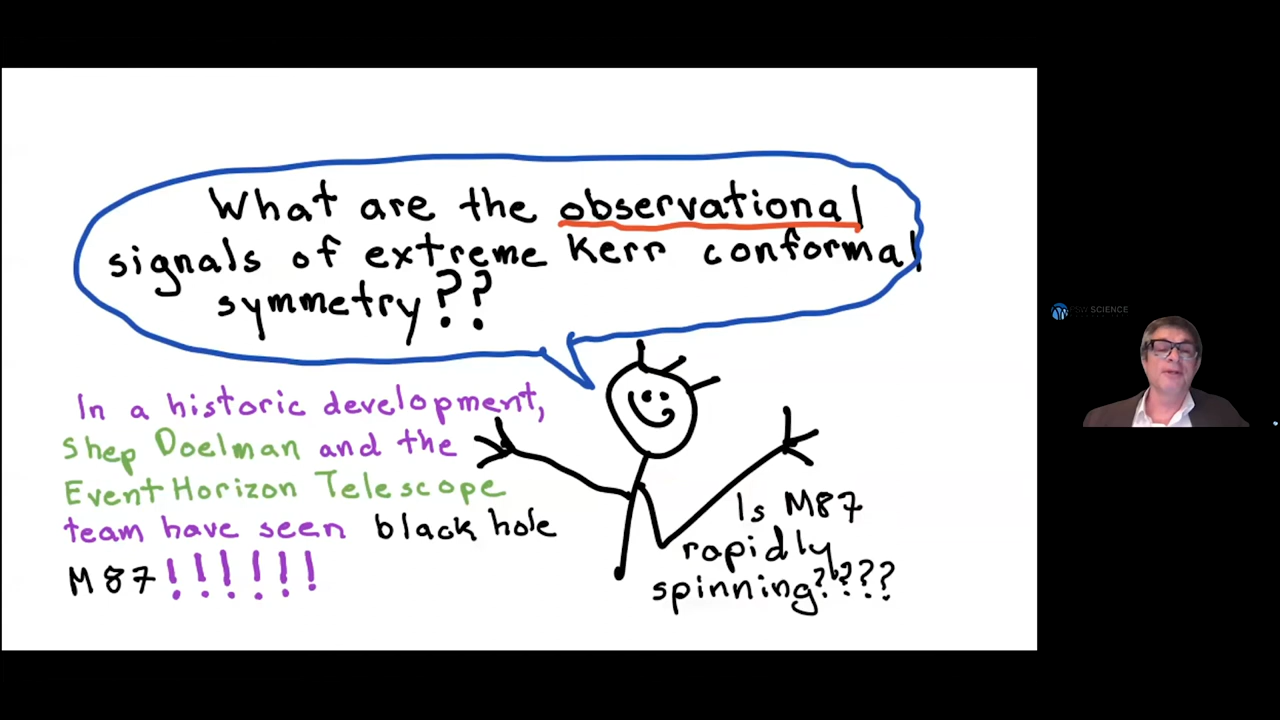 What are the observational
signals of extreme Kerr conformal
symmetry??
In a historic development,
Shep Doelman and the
Event Horizon Telescope
team have seen black hole
M87!!!!!!
Is M87
rapidly
spinning????
SCIENCE